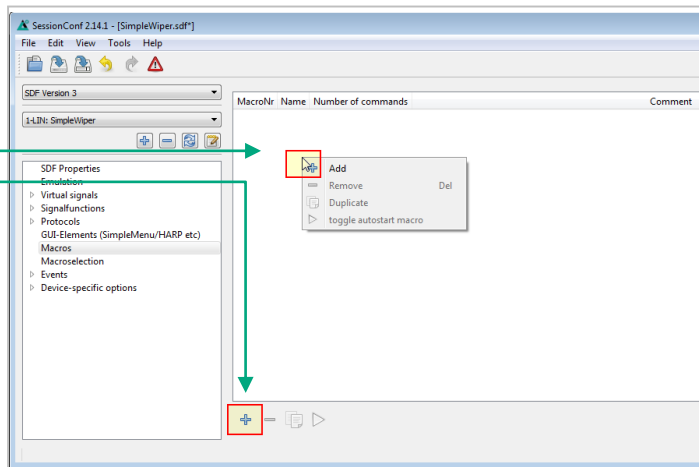 SessionConf 2.14.1 - [SimpleWiper.sdf*]
File Edit View Tools Help
SDF Version 3
1-LIN: SimpleWiper
MacroNr Name Number of commands Comment
SDF Properties
Emulation
Virtual signals
Signalfunctions
Protocols
GUI-Elements (SimpleMenu/HARP etc)
Macros
Macroselection
Events
Device-specific options
Add
Remove Del
Duplicate
toggle autostart macro